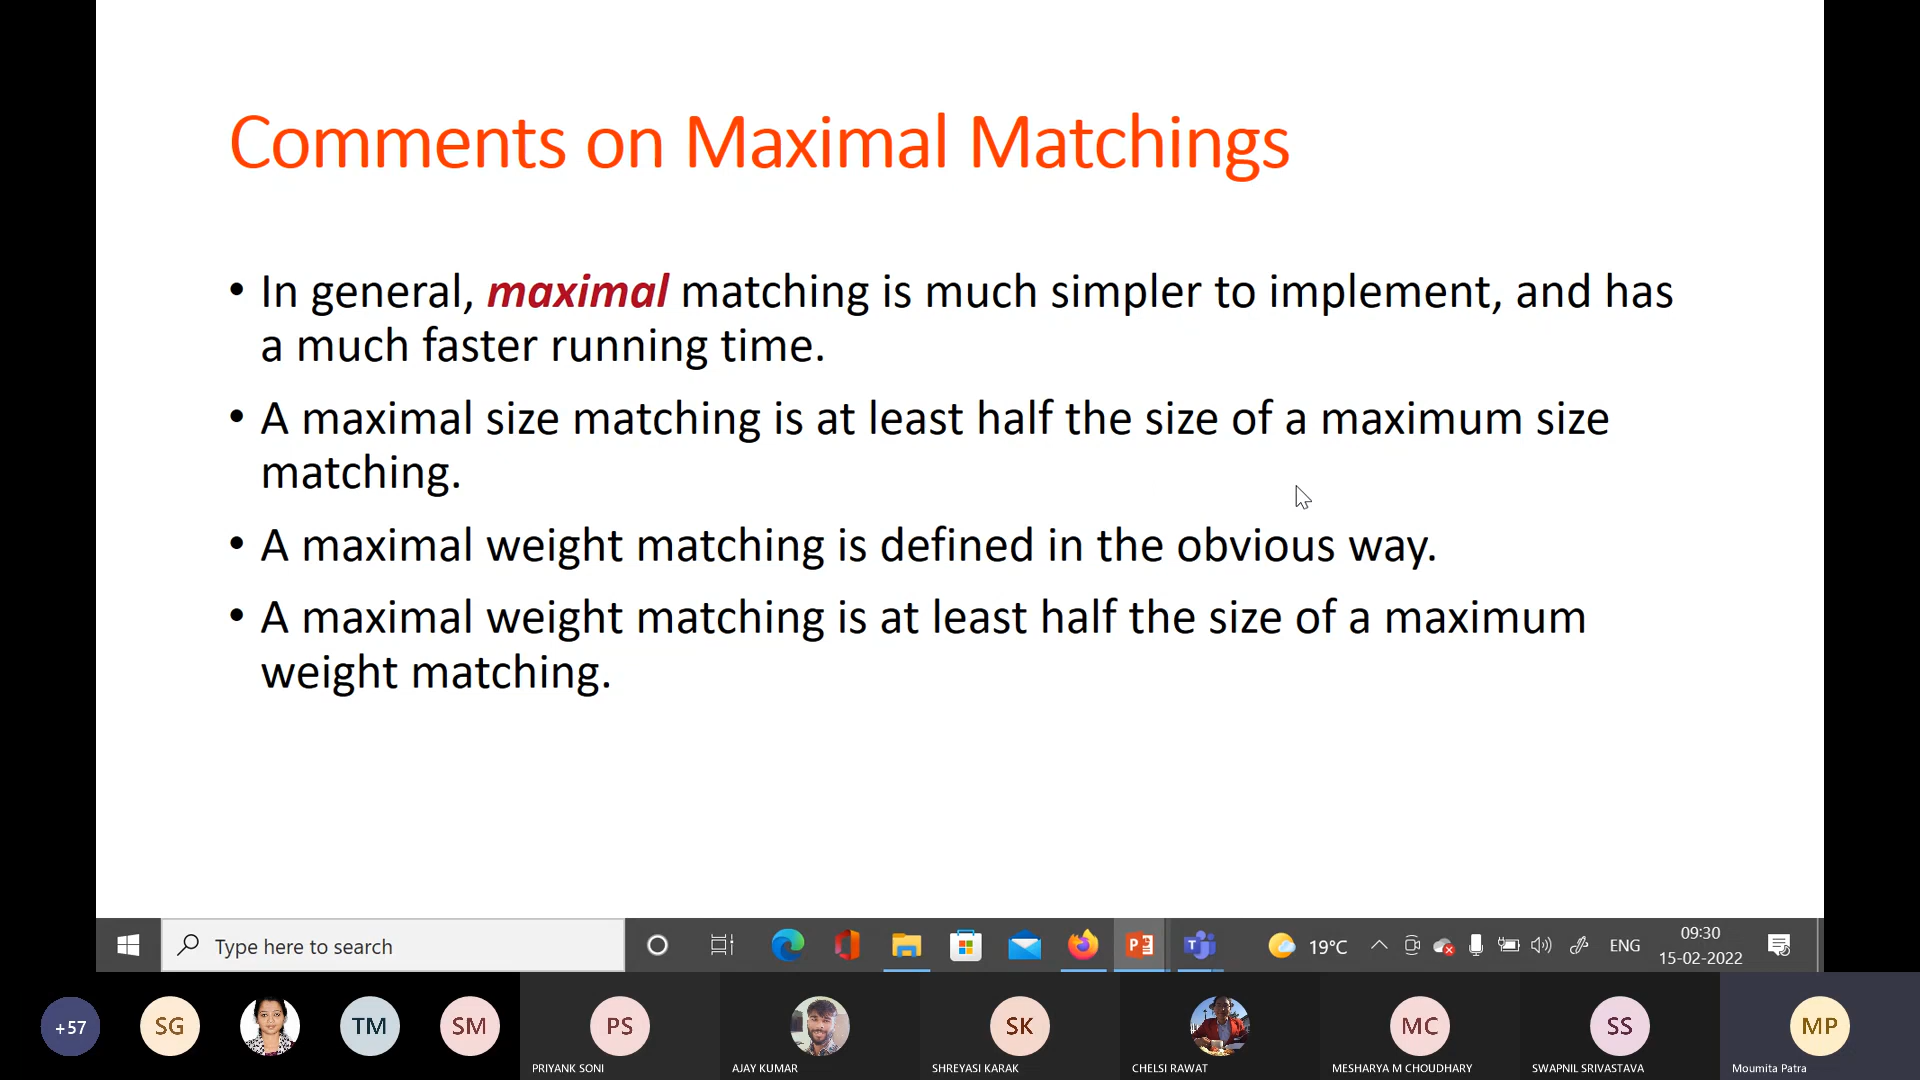 Comments on Maximal Matchings
• In general, maximal matching is much simpler to implement, and has
a much faster running time.
• A maximal size matching is at least half the size of a maximum size
matching.
• A maximal weight matching is defined in the obvious way.
• A maximal weight matching is at least half the size of a maximum
weight matching.
Type here to search
19°C
ENG
09:30
15-02-2022
+57
SG
TM
SM
PS
SK
MC
SS
MP
PRIYANK SONI
AJAY KUMAR
SHREYASI KARAK
CHELSI RAWAT
MESHARYA M CHOUDHARY
SWAPNIL SRIVASTAVA
Moumita Patra